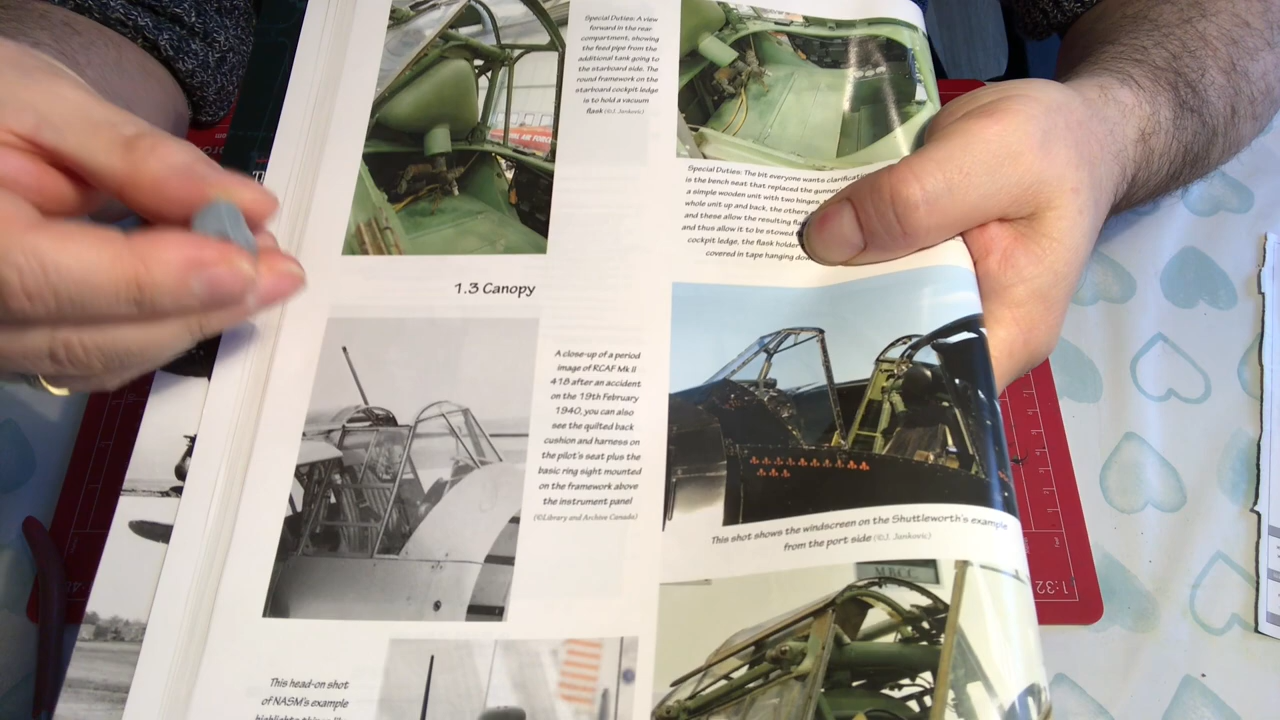 Special Duties: A view
forward in the rear
compartment, showing
the feed pipe from the
additional tank going to
the starboard side. The
round framework on the
starboard cockpit ledge
is to hold a vacuum
flask (©J. Jankovic)
Special Duties: The bit everyone wants
is the bench seat that replaced the
a simple wooden unit with two hinges,
whole unit up and back, the others
and these allow the resulting
and thus allow it to be stowed
cockpit ledge, the flask holder
covered in tape hanging
1.3 Canopy
A close-up of a period
image of RCAF Mk II
418 after an accident
on the 19th February
1940, you can also
see the quilted back
cushion and harness on
the pilot's seat plus the
basic ring sight mounted
on the framework above
the instrument panel
(©Library and Archive Canada)
This shot shows the windscreen on the Shuttleworth's example
from the port side (©J. Jankovic)
This head-on shot
of NASM's example
1:32